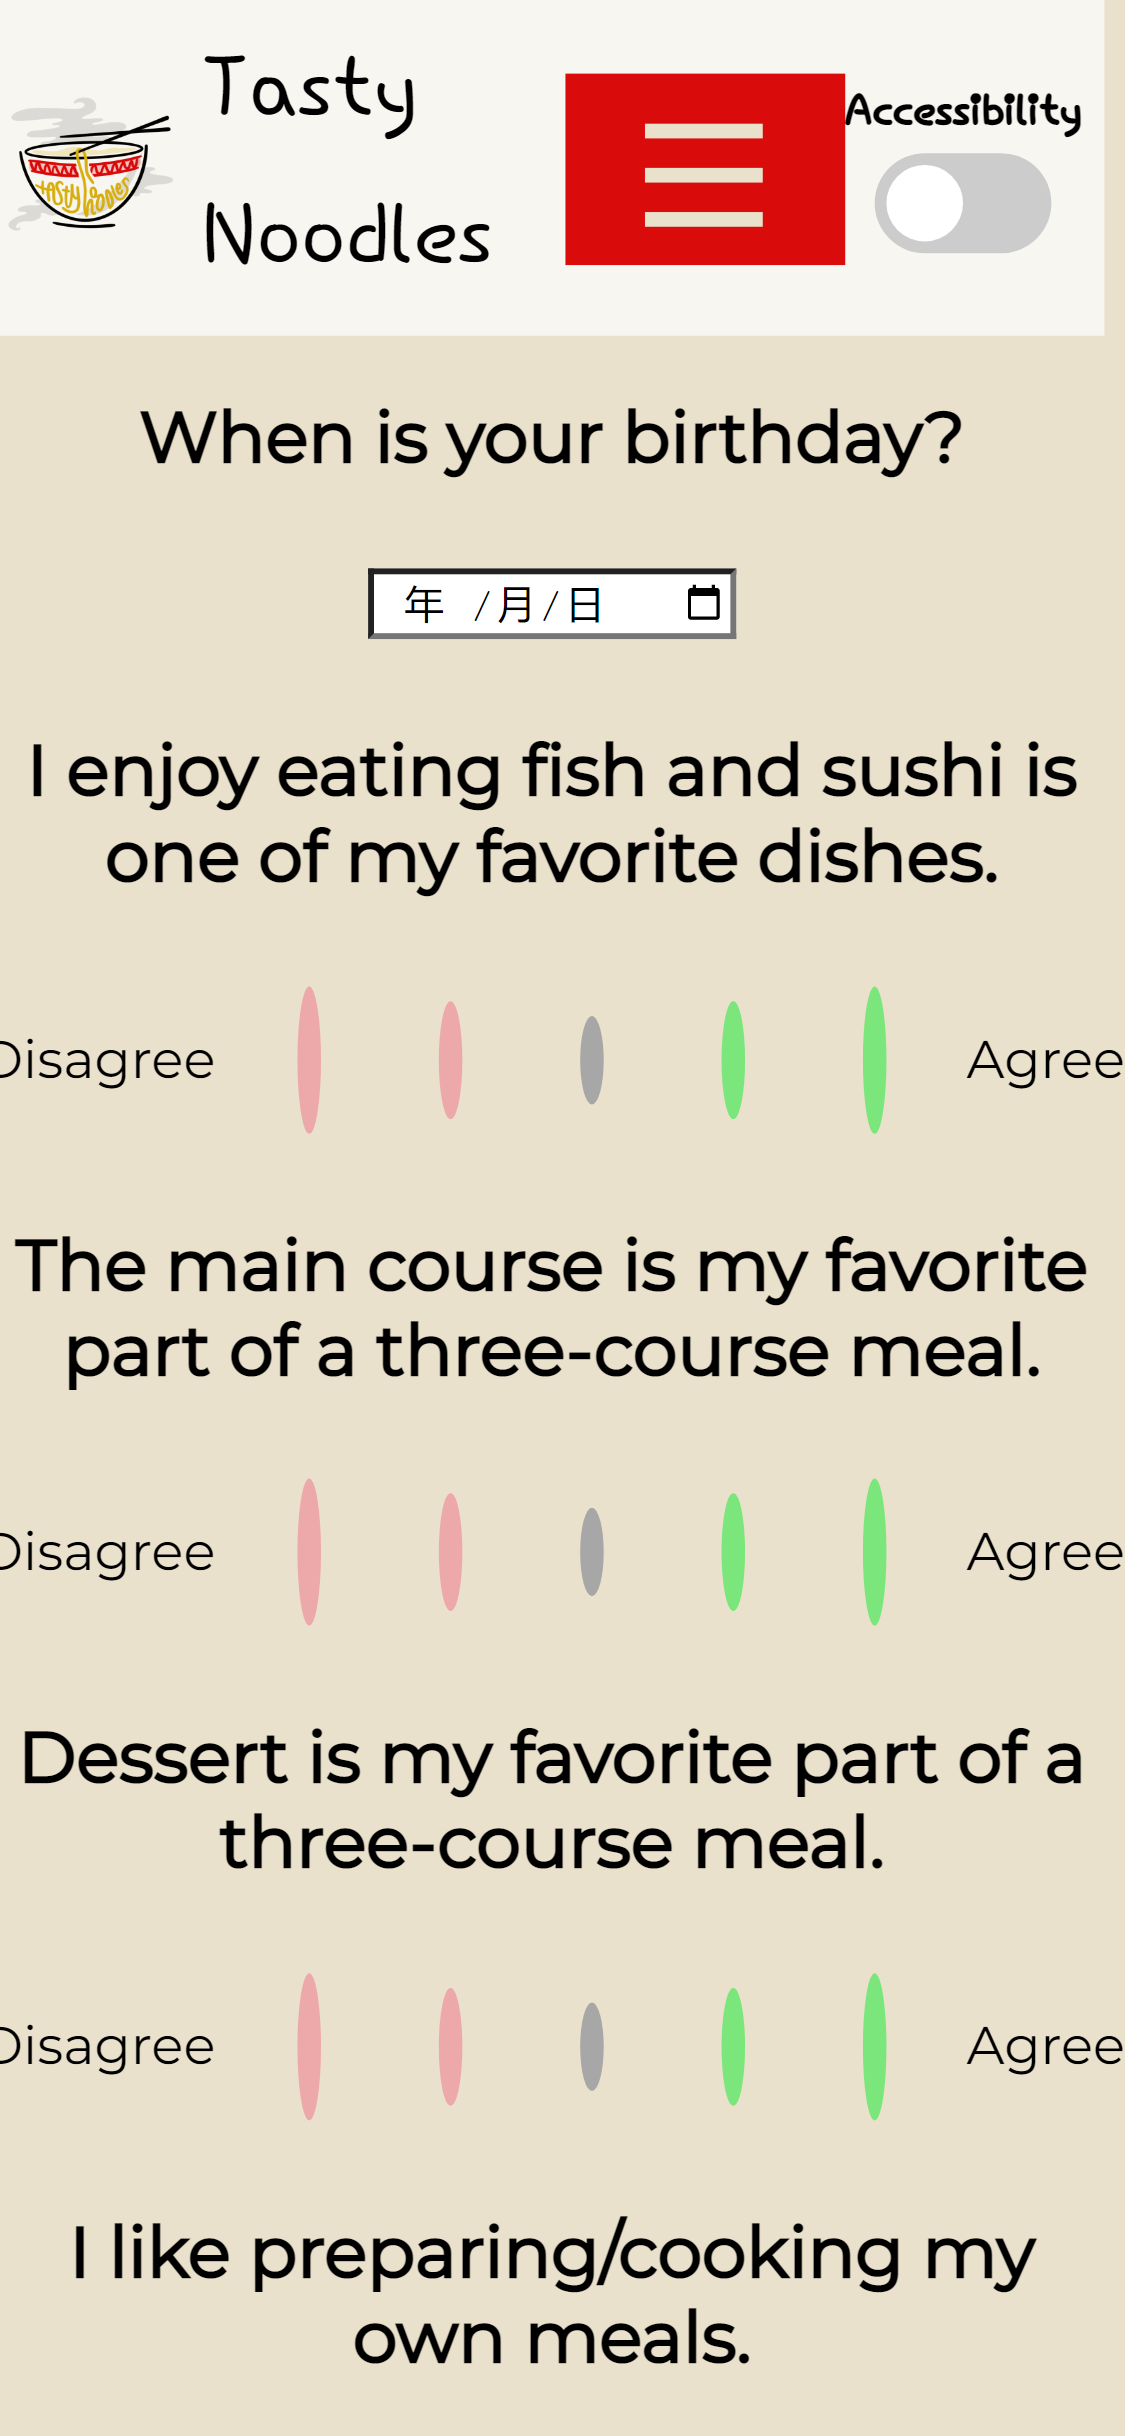 Tasty
Noodles
tasty
noodles
Accessibility
When is your birthday?
年 /月/日
I enjoy eating fish and sushi is
one of my favorite dishes.
Disagree Agree
The main course is my favorite
part of a three-course meal.
Disagree Agree
Dessert is my favorite part of a
three-course meal.
Disagree Agree
I like preparing/cooking my
own meals.